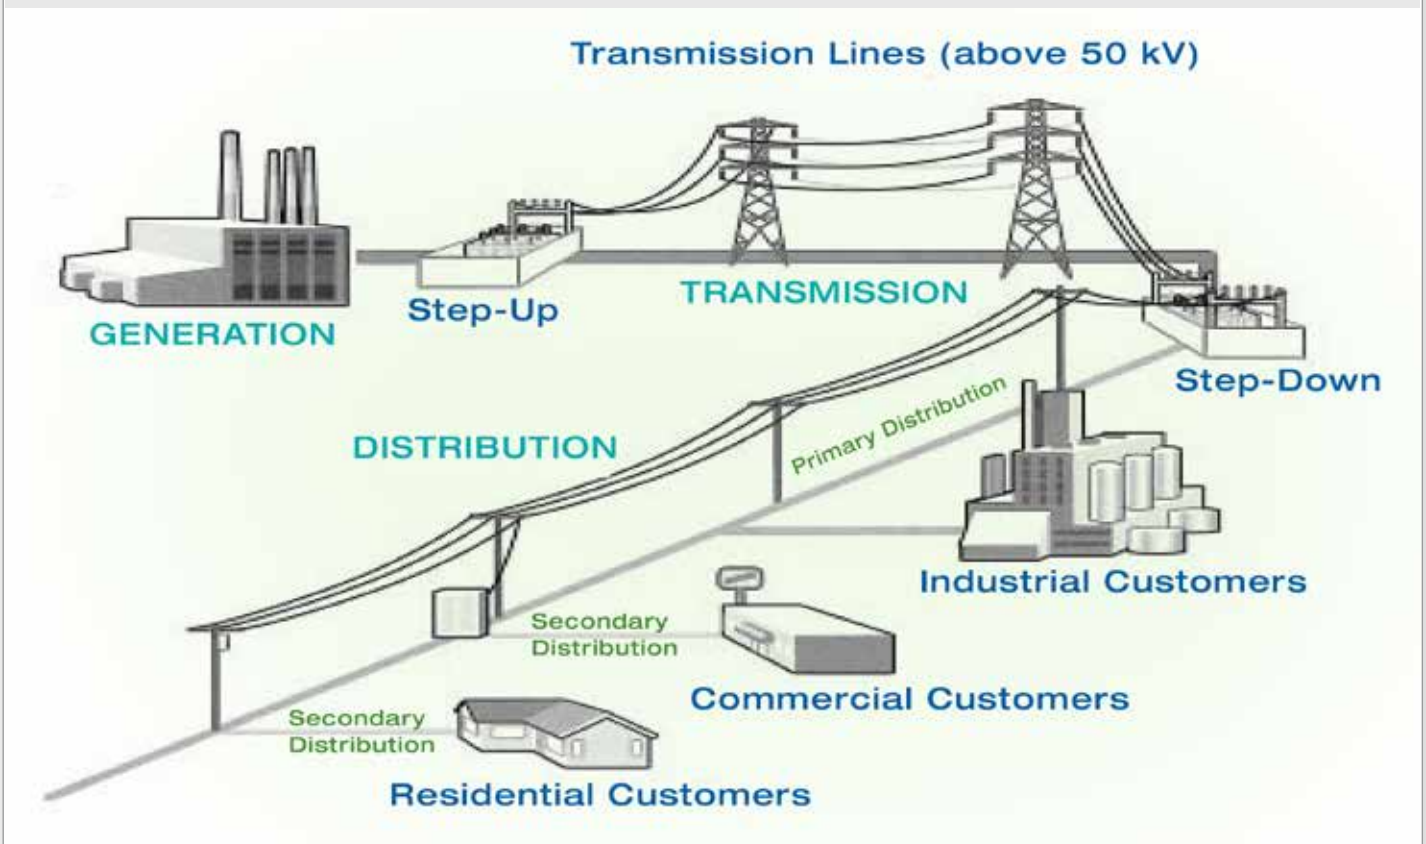 Transmission Lines (above 50 kV)
GENERATION
Step-Up
TRANSMISSION
Step-Down
DISTRIBUTION
Primary Distribution
Industrial Customers
Secondary
Distribution
Commercial Customers
Secondary
Distribution
Residential Customers